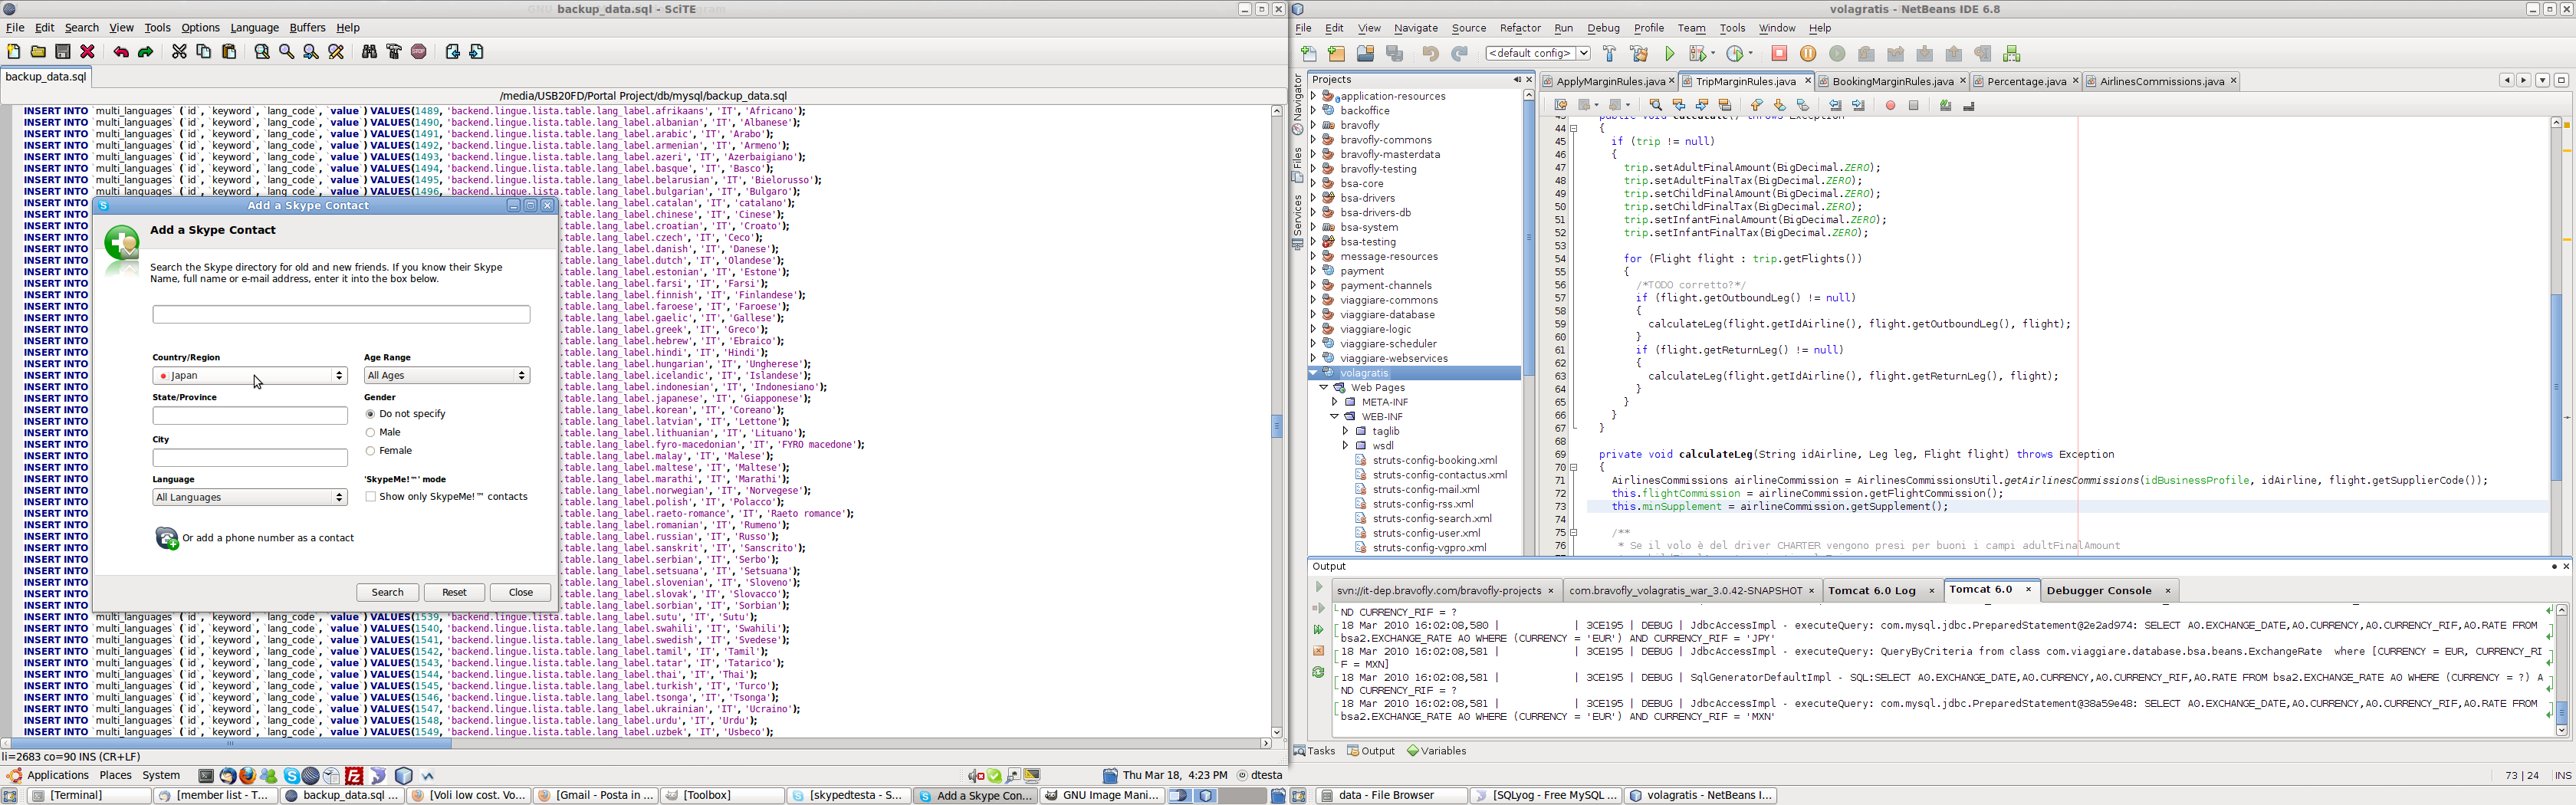 backup_data.sql - SciTE
File Edit Search View Tools Options Language Buffers Help
backup_data.sql
/media/USB20FD/Portal Project/db/mysql/backup_data.sql
INSERT INTO `multi_languages` (`id`, `keyword`, `lang_code`, `value`) VALUES(1489, 'backend.lingue.lista.table.lang_label.afrikaans', 'IT', 'Africano');
INSERT INTO `multi_languages` (`id`, `keyword`, `lang_code`, `value`) VALUES(1490, 'backend.lingue.lista.table.lang_label.albanian', 'IT', 'Albanese');
INSERT INTO `multi_languages` (`id`, `keyword`, `lang_code`, `value`) VALUES(1491, 'backend.lingue.lista.table.lang_label.arabic', 'IT', 'Arabo');
INSERT INTO `multi_languages` (`id`, `keyword`, `lang_code`, `value`) VALUES(1492, 'backend.lingue.lista.table.lang_label.armenian', 'IT', 'Armeno');
INSERT INTO `multi_languages` (`id`, `keyword`, `lang_code`, `value`) VALUES(1493, 'backend.lingue.lista.table.lang_label.azeri', 'IT', 'Azerbaigiano');
INSERT INTO `multi_languages` (`id`, `keyword`, `lang_code`, `value`) VALUES(1494, 'backend.lingue.lista.table.lang_label.basque', 'IT', 'Basco');
INSERT INTO `multi_languages` (`id`, `keyword`, `lang_code`, `value`) VALUES(1495, 'backend.lingue.lista.table.lang_label.belarusian', 'IT', 'Bielorusso');
INSERT INTO `multi_languages` (`id`, `keyword`, `lang_code`, `value`) VALUES(1496, 'backend.lingue.lista.table.lang_label.bulgarian', 'IT', 'Bulgaro');
INSERT INTO .table.lang_label.catalan', 'IT', 'catalano');
INSERT INTO .table.lang_label.chinese', 'IT', 'Cinese');
INSERT INTO .table.lang_label.croatian', 'IT', 'Croato');
INSERT INTO .table.lang_label.czech', 'IT', 'Ceco');
INSERT INTO .table.lang_label.danish', 'IT', 'Danese');
INSERT INTO .table.lang_label.dutch', 'IT', 'Olandese');
INSERT INTO .table.lang_label.estonian', 'IT', 'Estone');
INSERT INTO .table.lang_label.farsi', 'IT', 'Farsi');
INSERT INTO .table.lang_label.finnish', 'IT', 'Finlandese');
INSERT INTO .table.lang_label.faroese', 'IT', 'Faroese');
INSERT INTO .table.lang_label.gaelic', 'IT', 'Gallese');
INSERT INTO .table.lang_label.greek', 'IT', 'Greco');
INSERT INTO .table.lang_label.hebrew', 'IT', 'Ebraico');
INSERT INTO .table.lang_label.hindi', 'IT', 'Hindi');
INSERT INTO .table.lang_label.hungarian', 'IT', 'Ungherese');
INSERT INTO .table.lang_label.icelandic', 'IT', 'Islandese');
INSERT INTO .table.lang_label.indonesian', 'IT', 'Indonesiano');
INSERT INTO .table.lang_label.japanese', 'IT', 'Giapponese');
INSERT INTO .table.lang_label.korean', 'IT', 'Coreano');
INSERT INTO .table.lang_label.latvian', 'IT', 'Lettone');
INSERT INTO .table.lang_label.lithuanian', 'IT', 'Lituano');
INSERT INTO .table.lang_label.fyro-macedonian', 'IT', 'FYRO macedone');
INSERT INTO .table.lang_label.malay', 'IT', 'Malese');
INSERT INTO .table.lang_label.maltese', 'IT', 'Maltese');
INSERT INTO .table.lang_label.marathi', 'IT', 'Marathi');
INSERT INTO .table.lang_label.norwegian', 'IT', 'Norvegese');
INSERT INTO .table.lang_label.polish', 'IT', 'Polacco');
INSERT INTO .table.lang_label.raeto-romance', 'IT', 'Raeto romance');
INSERT INTO .table.lang_label.romanian', 'IT', 'Rumeno');
INSERT INTO .table.lang_label.russian', 'IT', 'Russo');
INSERT INTO .table.lang_label.sanskrit', 'IT', 'Sanscrito');
INSERT INTO .table.lang_label.serbian', 'IT', 'Serbo');
INSERT INTO .table.lang_label.setsuana', 'IT', 'Setsuana');
INSERT INTO .table.lang_label.slovenian', 'IT', 'Sloveno');
INSERT INTO .table.lang_label.slovak', 'IT', 'Slovacco');
INSERT INTO .table.lang_label.sorbian', 'IT', 'Sorbian');
INSERT INTO `multi_languages` (`id`, `keyword`, `lang_code`, `value`) VALUES(1539, 'backend.lingue.lista.table.lang_label.sutu', 'IT', 'Sutu');
INSERT INTO `multi_languages` (`id`, `keyword`, `lang_code`, `value`) VALUES(1540, 'backend.lingue.lista.table.lang_label.swahili', 'IT', 'Swahili');
INSERT INTO `multi_languages` (`id`, `keyword`, `lang_code`, `value`) VALUES(1541, 'backend.lingue.lista.table.lang_label.swedish', 'IT', 'Svedese');
INSERT INTO `multi_languages` (`id`, `keyword`, `lang_code`, `value`) VALUES(1542, 'backend.lingue.lista.table.lang_label.tamil', 'IT', 'Tamil');
INSERT INTO `multi_languages` (`id`, `keyword`, `lang_code`, `value`) VALUES(1543, 'backend.lingue.lista.table.lang_label.tatar', 'IT', 'Tatarico');
INSERT INTO `multi_languages` (`id`, `keyword`, `lang_code`, `value`) VALUES(1544, 'backend.lingue.lista.table.lang_label.thai', 'IT', 'Thai');
INSERT INTO `multi_languages` (`id`, `keyword`, `lang_code`, `value`) VALUES(1545, 'backend.lingue.lista.table.lang_label.turkish', 'IT', 'Turco');
INSERT INTO `multi_languages` (`id`, `keyword`, `lang_code`, `value`) VALUES(1546, 'backend.lingue.lista.table.lang_label.tsonga', 'IT', 'Tsonga');
INSERT INTO `multi_languages` (`id`, `keyword`, `lang_code`, `value`) VALUES(1547, 'backend.lingue.lista.table.lang_label.ukrainian', 'IT', 'Ucraino');
INSERT INTO `multi_languages` (`id`, `keyword`, `lang_code`, `value`) VALUES(1548, 'backend.lingue.lista.table.lang_label.urdu', 'IT', 'Urdu');
INSERT INTO `multi_languages` (`id`, `keyword`, `lang_code`, `value`) VALUES(1549, 'backend.lingue.lista.table.lang_label.uzbek', 'IT', 'Usbeco');
li=2683 co=90 INS (CR+LF)
Add a Skype Contact
Add a Skype Contact
Search the Skype directory for old and new friends. If you know their Skype
Name, full name or e-mail address, enter it into the box below.
Country/Region Age Range
Japan All Ages
State/Province Gender
Do not specify
Male
City
Female
Language 'SkypeMe!™' mode
All Languages Show only SkypeMe!™ contacts
Or add a phone number as a contact
Search Reset Close
Applications Places System Thu Mar 18, 4:23 PM dtesta
[Terminal] [member list - T... backup_data.sql ... [Voli low cost. Vo... [Gmail - Posta in ... [Toolbox] [skypedtesta - S... Add a Skype Con... GNU Image Mani...
volagratis - NetBeans IDE 6.8
File Edit View Navigate Source Refactor Run Debug Profile Team Tools Window Help
<default config>
Navigator
Files
Services
Projects
application-resources
backoffice
bravofly
bravofly-commons
bravofly-masterdata
bravofly-testing
bsa-core
bsa-drivers
bsa-drivers-db
bsa-system
bsa-testing
message-resources
payment
payment-channels
viaggiare-commons
viaggiare-database
viaggiare-logic
viaggiare-scheduler
viaggiare-webservices
volagratis
Web Pages
META-INF
WEB-INF
taglib
wsdl
struts-config-booking.xml
struts-config-contactus.xml
struts-config-mail.xml
struts-config-rss.xml
struts-config-search.xml
struts-config-user.xml
struts-config-vgpro.xml
ApplyMarginRules.java TripMarginRules.java BookingMarginRules.java Percentage.java AirlinesCommissions.java
43 public void calculate() throws Exception
44 {
45 if (trip != null)
46 {
47 trip.setAdultFinalAmount(BigDecimal.ZERO);
48 trip.setAdultFinalTax(BigDecimal.ZERO);
49 trip.setChildFinalAmount(BigDecimal.ZERO);
50 trip.setChildFinalTax(BigDecimal.ZERO);
51 trip.setInfantFinalAmount(BigDecimal.ZERO);
52 trip.setInfantFinalTax(BigDecimal.ZERO);
53
54 for (Flight flight : trip.getFlights())
55 {
56 /*TODO corretto?*/
57 if (flight.getOutboundLeg() != null)
58 {
59 calculateLeg(flight.getIdAirline(), flight.getOutboundLeg(), flight);
60 }
61 if (flight.getReturnLeg() != null)
62 {
63 calculateLeg(flight.getIdAirline(), flight.getReturnLeg(), flight);
64 }
65 }
66 }
67 }
68
69 private void calculateLeg(String idAirline, Leg leg, Flight flight) throws Exception
70 {
71 AirlinesCommissions airlineCommission = AirlinesCommissionsUtil.getAirlinesCommissions(idBusinessProfile, idAirline, flight.getSupplierCode());
72 this.flightCommission = airlineCommission.getFlightCommission();
73 this.minSupplement = airlineCommission.getSupplement();
74
75 /**
76 * Se il volo è del driver CHARTER vengono presi per buoni i campi adultFinalAmount
Output
svn://it-dep.bravofly.com/bravofly-projects com.bravofly_volagratis_war_3.0.42-SNAPSHOT Tomcat 6.0 Log Tomcat 6.0 Debugger Console
ND CURRENCY_RIF = ?
18 Mar 2010 16:02:08,580 | | 3CE195 | DEBUG | JdbcAccessImpl - executeQuery: com.mysql.jdbc.PreparedStatement@2e2ad974: SELECT A0.EXCHANGE_DATE,A0.CURRENCY,A0.CURRENCY_RIF,A0.RATE FROM
bsa2.EXCHANGE_RATE A0 WHERE (CURRENCY = 'EUR') AND CURRENCY_RIF = 'JPY'
18 Mar 2010 16:02:08,581 | | 3CE195 | DEBUG | JdbcAccessImpl - executeQuery: QueryByCriteria from class com.viaggiare.database.bsa.beans.ExchangeRate where [CURRENCY = EUR, CURRENCY_RI
F = MXN]
18 Mar 2010 16:02:08,581 | | 3CE195 | DEBUG | SqlGeneratorDefaultImpl - SQL:SELECT A0.EXCHANGE_DATE,A0.CURRENCY,A0.CURRENCY_RIF,A0.RATE FROM bsa2.EXCHANGE_RATE A0 WHERE (CURRENCY = ?) A
ND CURRENCY_RIF = ?
18 Mar 2010 16:02:08,581 | | 3CE195 | DEBUG | JdbcAccessImpl - executeQuery: com.mysql.jdbc.PreparedStatement@38a59e48: SELECT A0.EXCHANGE_DATE,A0.CURRENCY,A0.CURRENCY_RIF,A0.RATE FROM
bsa2.EXCHANGE_RATE A0 WHERE (CURRENCY = 'EUR') AND CURRENCY_RIF = 'MXN'
Tasks Output Variables
73 | 24 INS
data - File Browser [SQLyog - Free MySQL ... volagratis - NetBeans I...